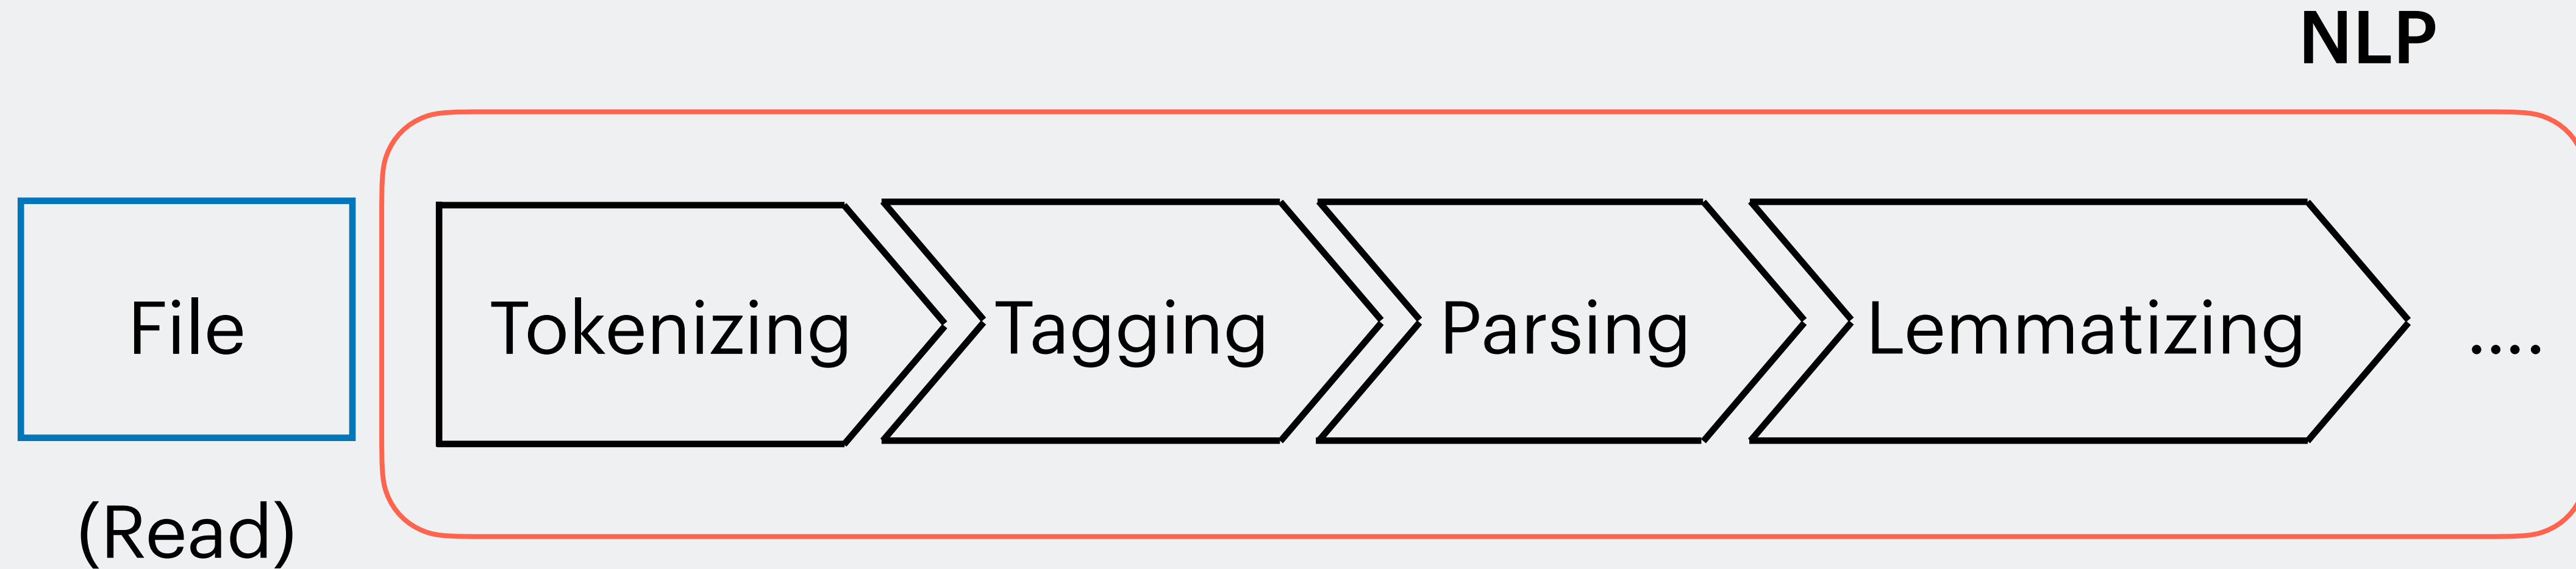 NLP
File
Tokenizing
Tagging
Parsing
Lemmatizing
....
(Read)